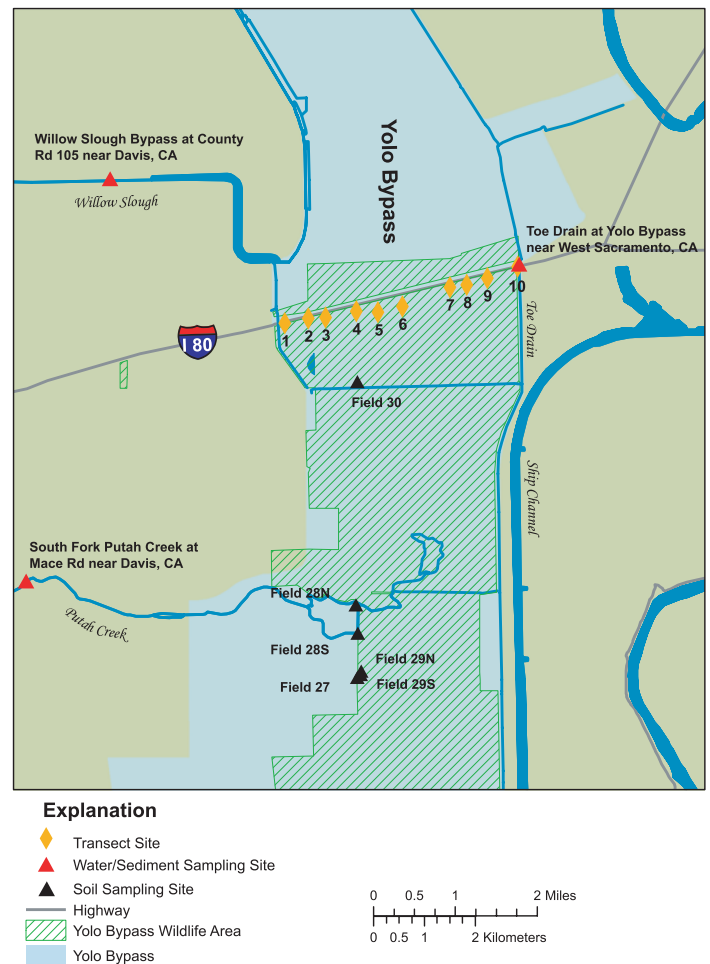 Willow Slough Bypass at County
Rd 105 near Davis, CA
Willow Slough
Yolo Bypass
Toe Drain at Yolo Bypass
near West Sacramento, CA
1
2
3
4
5
6
7
8
9
10
Toe Drain
I 80
Field 30
Ship Channel
South Fork Putah Creek at
Mace Rd near Davis, CA
Putah Creek
Field 28N
Field 28S
Field 29N
Field 27
Field 29S
Explanation
Transect Site
Water/Sediment Sampling Site
Soil Sampling Site
Highway
Yolo Bypass Wildlife Area
Yolo Bypass
0 0.5 1 2 Miles
0 0.5 1 2 Kilometers